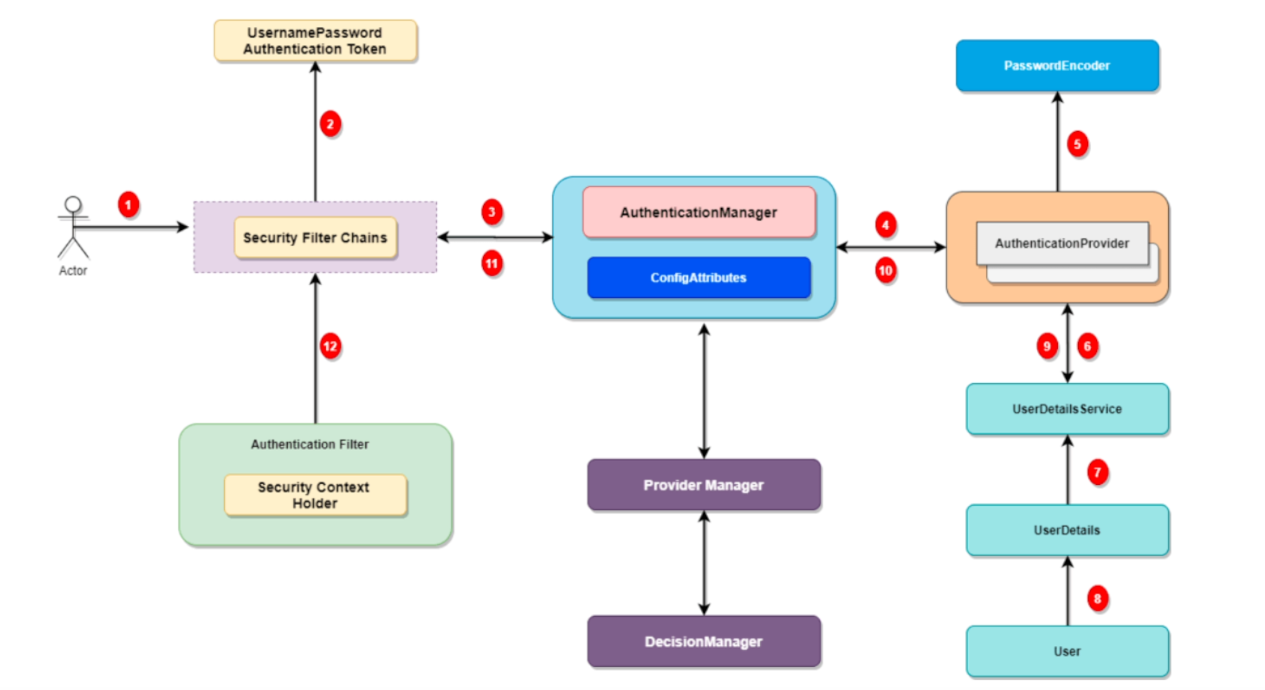 UsernamePassword
Authentication Token
PasswordEncoder
2
5
1
Actor
Security Filter Chains
3
11
AuthenticationManager
ConfigAttributes
4
10
AuthenticationProvider
12
9
6
UserDetailsService
Authentication Filter
Security Context
Holder
Provider Manager
7
UserDetails
8
DecisionManager
User